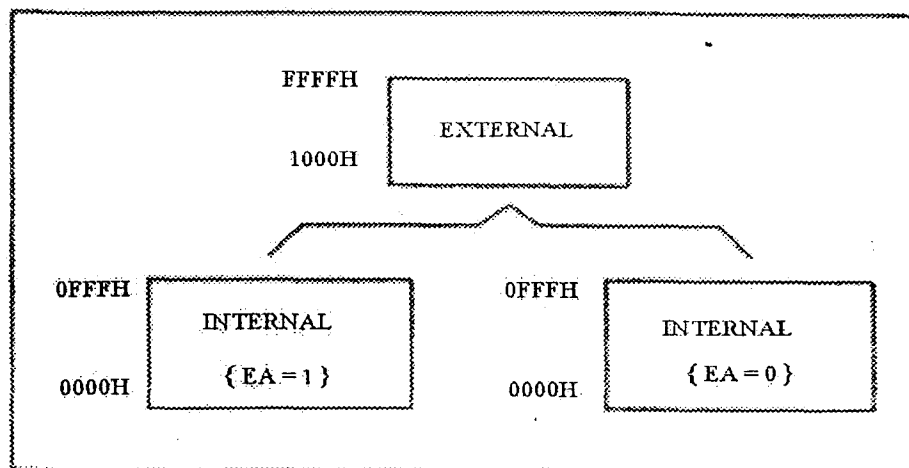 FFFFH
EXTERNAL
1000H
0FFFH
INTERNAL
{ EA = 1 }
0000H
0FFFH
INTERNAL
{ EA = 0 }
0000H